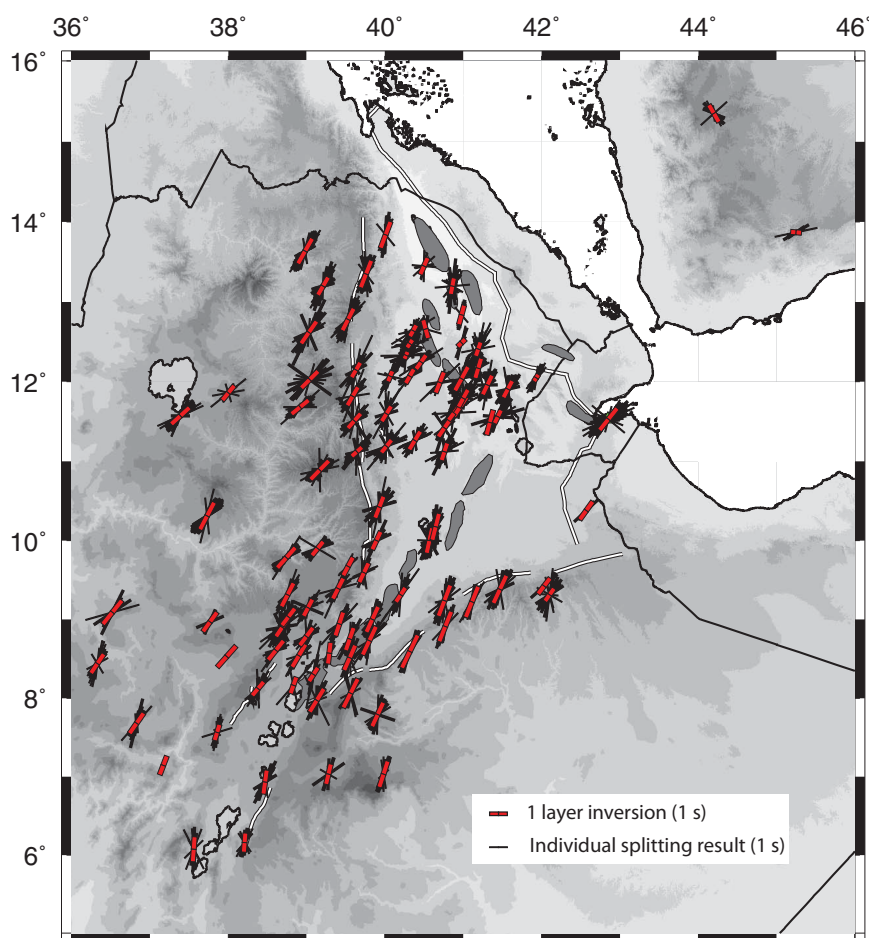 36˚ 38˚ 40˚ 42˚ 44˚ 46˚
16˚
14˚
12˚
10˚
8˚
6˚
1 layer inversion (1 s)
Individual splitting result (1 s)